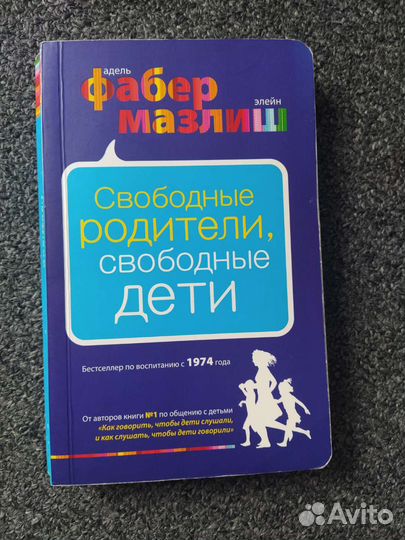 адель
фабер
элейн
мазлиш
Свободные
родители,
свободные
дети
Бестселлер по воспитанию с 1974 года
От авторов книги №1 по общению с детьми
«Как говорить, чтобы дети слушали,
и как слушать, чтобы дети говорили»
Avito